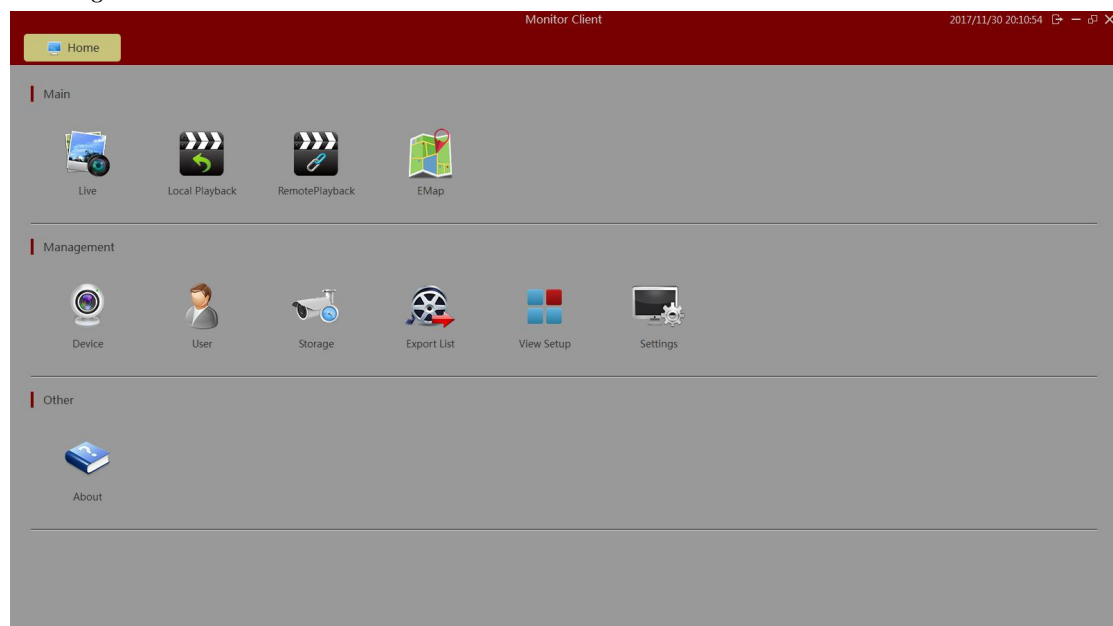 Monitor Client
2017/11/30 20:10:54
Home
Main
Live
Local Playback
RemotePlayback
EMap
Management
Device
User
Storage
Export List
View Setup
Settings
Other
About